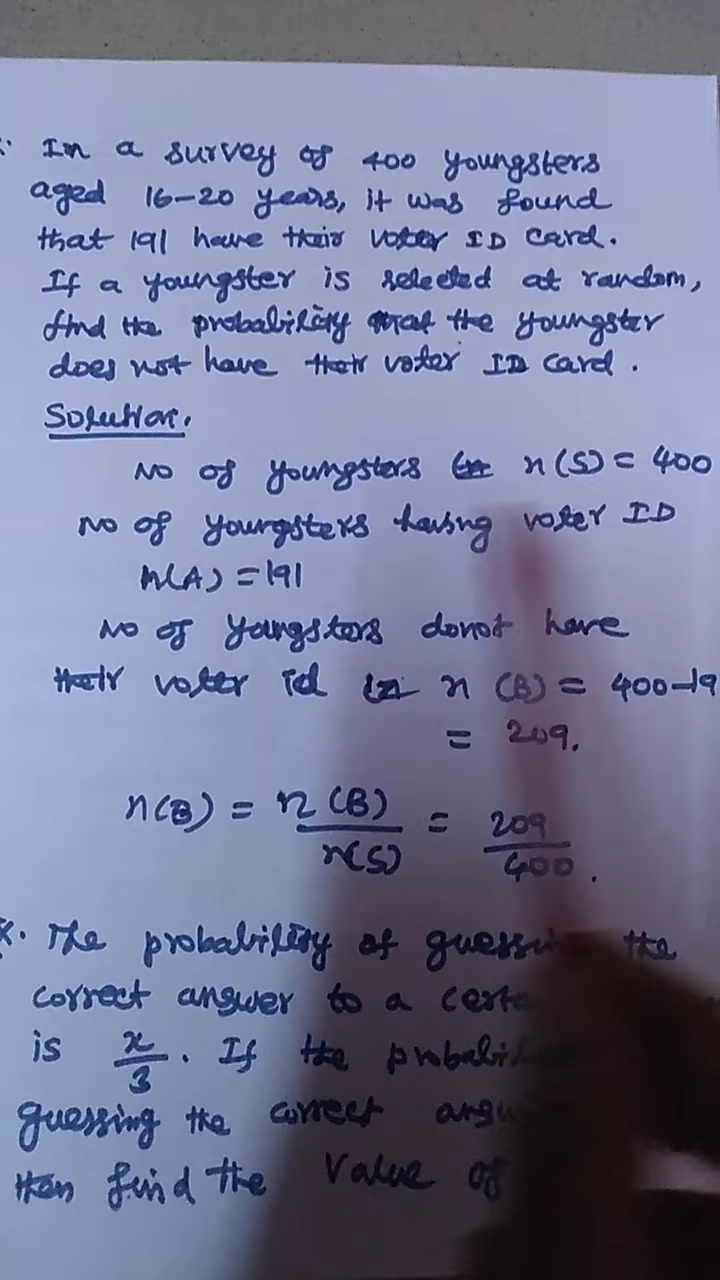 In a survey of 400 youngsters
aged 16-20 years, it was found
that 191 have their voter ID card.
If a youngster is selected at random,
find the probability that the youngster
does not have their voter ID card.
Solution.
No of youngsters n(S) = 400
No of youngsters having voter ID
n(A) = 191
No of youngsters donot have
their voter id n (B) = 400-19
= 209.
n(B) = n(B)/n(S) = 209/400.
x. The probability of guessi the
correct answer to a certa
is x/3. If the probabi
guessing the correct answ
then find the value of